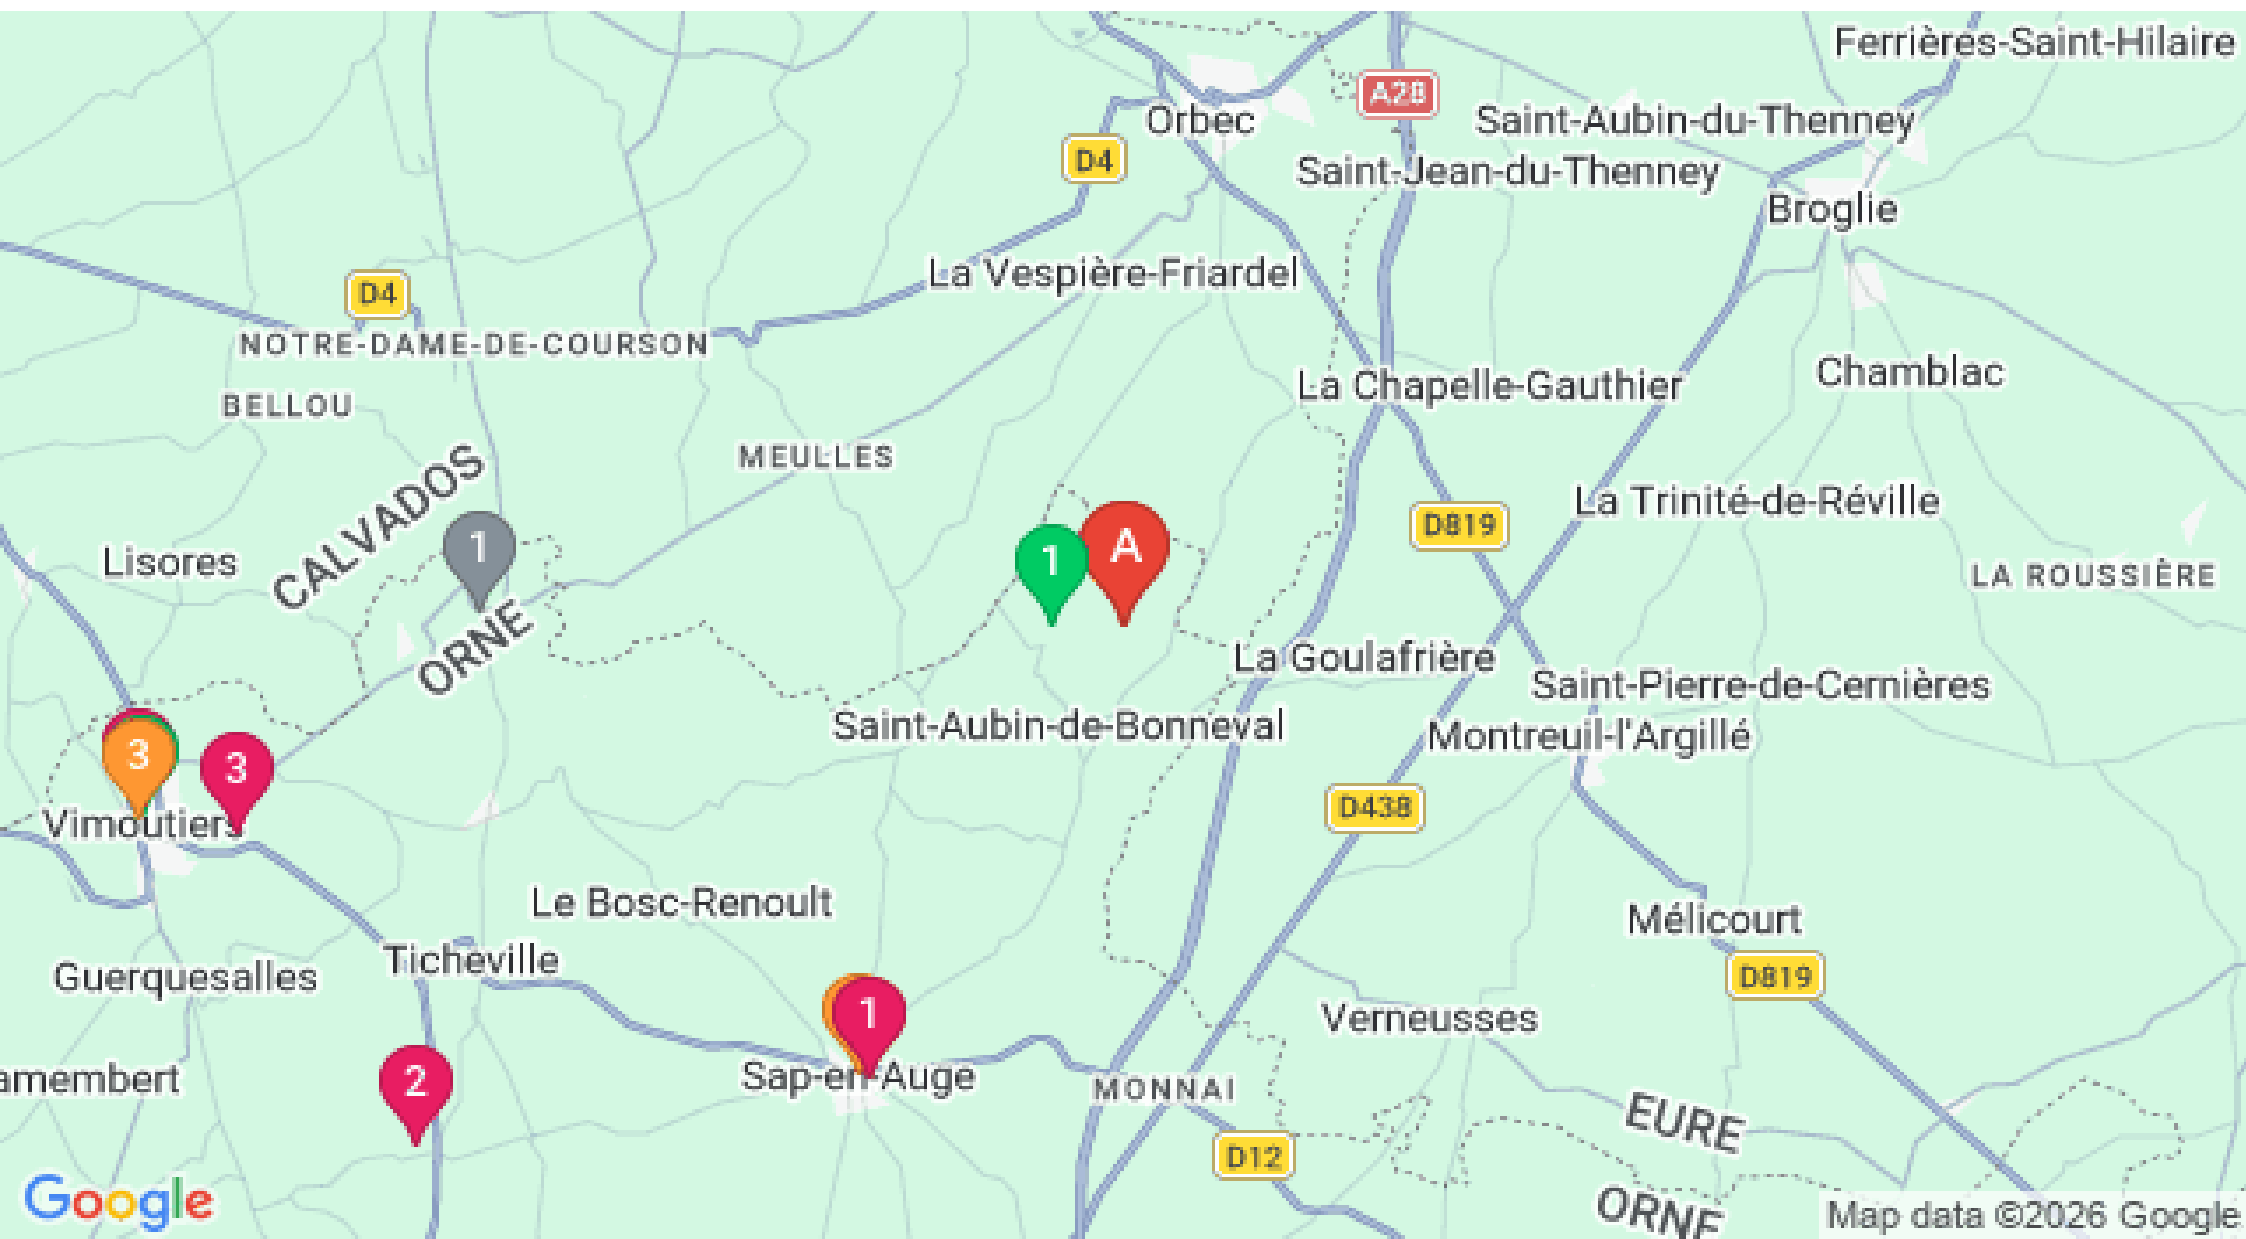 Ferrières-Saint-Hilaire
A28
Orbec
Saint-Aubin-du-Thenney
D4
Saint-Jean-du-Thenney
Broglie
La Vespière-Friardel
D4
NOTRE-DAME-DE-COURSON
Chamblac
La Chapelle-Gauthier
BELLOU
MEULLES
CALVADOS
La Trinité-de-Réville
D819
1
A
1
Lisores
LA ROUSSIÈRE
ORNE
La Goulafrière
Saint-Pierre-de-Cernières
Saint-Aubin-de-Bonneval
Montreuil-l'Argillé
3
3
D438
Vimoutiers
Le Bosc-Renoult
Mélicourt
Ticheville
Guerquesalles
D819
1
Verneusses
Sap-en-Auge
amembert
2
MONNAI
EURE
D12
Google
ORNE
Map data ©2026 Google